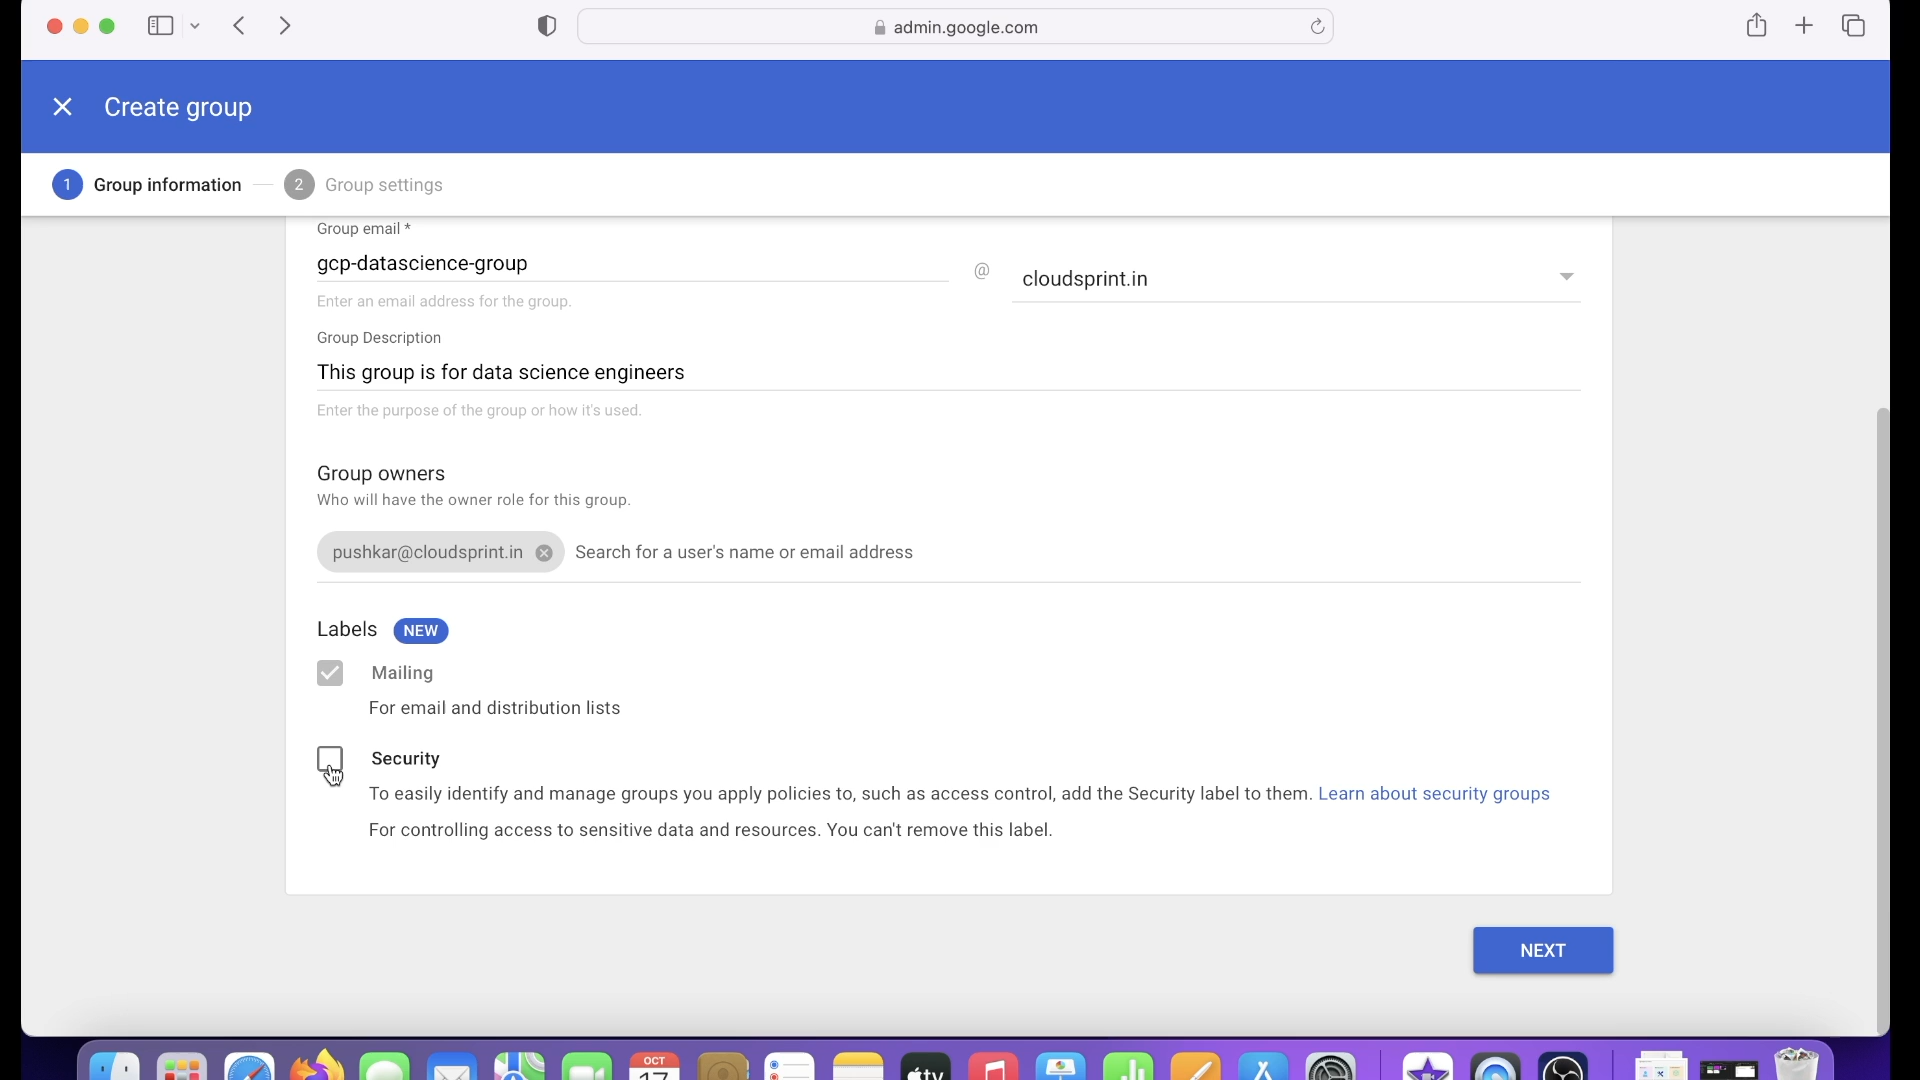 admin.google.com
Create group
1 Group information 2 Group settings
Group email *
gcp-datascience-group @ cloudsprint.in
Enter an email address for the group.
Group Description
This group is for data science engineers
Enter the purpose of the group or how it's used.
Group owners
Who will have the owner role for this group.
pushkar@cloudsprint.in Search for a user's name or email address
Labels NEW
Mailing
For email and distribution lists
Security
To easily identify and manage groups you apply policies to, such as access control, add the Security label to them. Learn about security groups
For controlling access to sensitive data and resources. You can't remove this label.
NEXT
OCT
17
tv